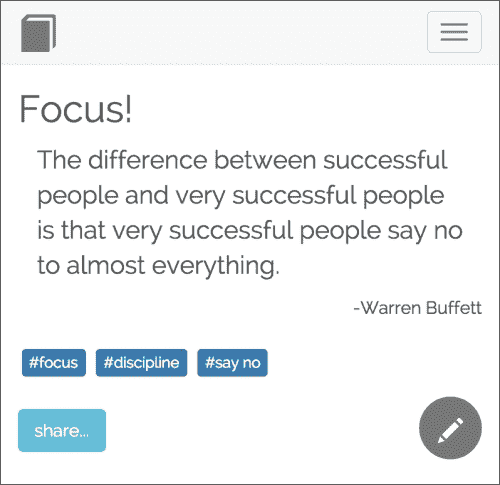 Focus!
The difference between successful
people and very successful people
is that very successful people say no
to almost everything.
-Warren Buffett
#focus #discipline #say no
share...